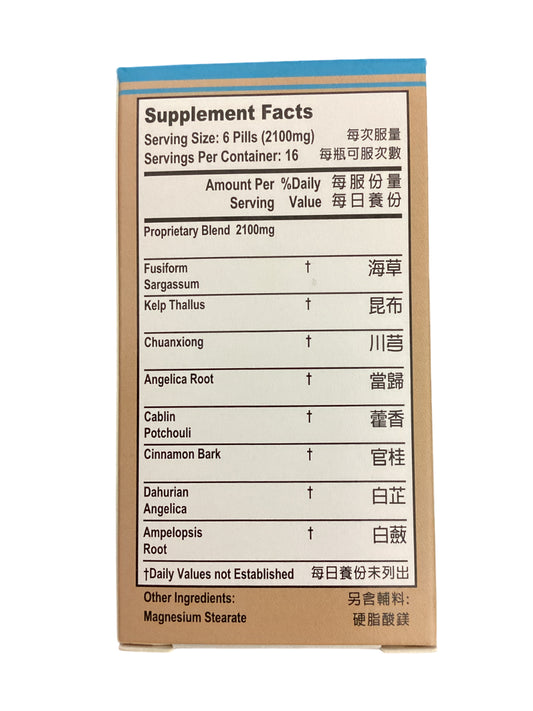 Supplement Facts
Serving Size: 6 Pills (2100mg) 每次服量
Servings Per Container: 16 每瓶可服次數
Amount Per %Daily 每服份量
Serving Value 每日養份
Proprietary Blend 2100mg
Fusiform † 海草
Sargassum
Kelp Thallus † 昆布
Chuanxiong † 川芎
Angelica Root † 當歸
Cablin † 藿香
Potchouli
Cinnamon Bark † 官桂
Dahurian † 白芷
Angelica
Ampelopsis † 白蘞
Root
†Daily Values not Established 每日養份未列出
Other Ingredients: 另含輔料:
Magnesium Stearate 硬脂酸鎂